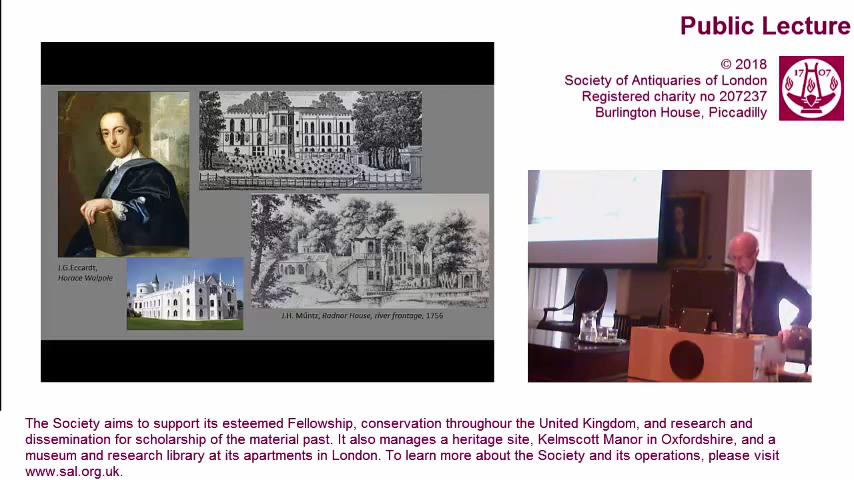 Public Lecture
© 2018
Society of Antiquaries of London
Registered charity no 207237
Burlington House, Piccadilly
1707
J.G.Eccardt,
Horace Walpole
J.H. Műntz, Radnor House, river frontage, 1756
The Society aims to support its esteemed Fellowship, conservation throughour the United Kingdom, and research and
dissemination for scholarship of the material past. It also manages a heritage site, Kelmscott Manor in Oxfordshire, and a
museum and research library at its apartments in London. To learn more about the Society and its operations, please visit
www.sal.org.uk.